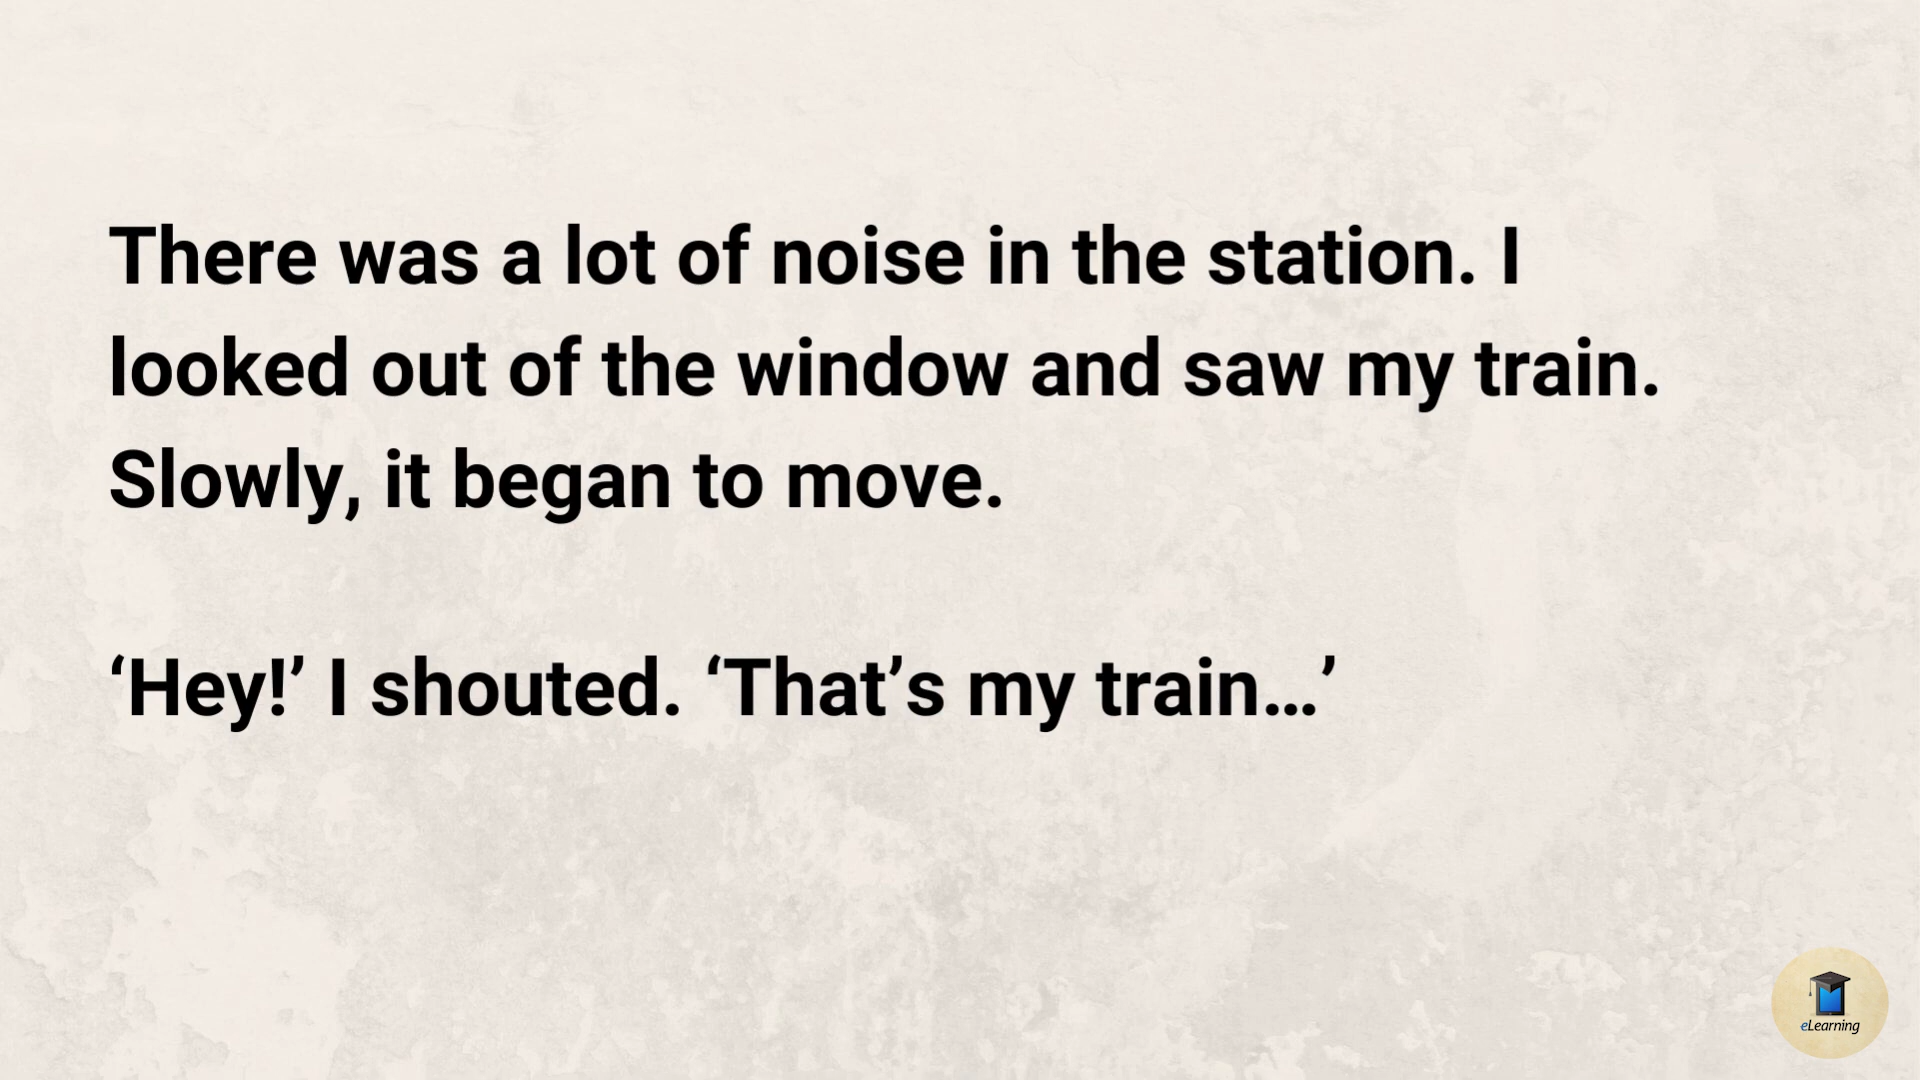 There was a lot of noise in the station. I
looked out of the window and saw my train.
Slowly, it began to move.
‘Hey!’ I shouted. ‘That’s my train…’
eLearning